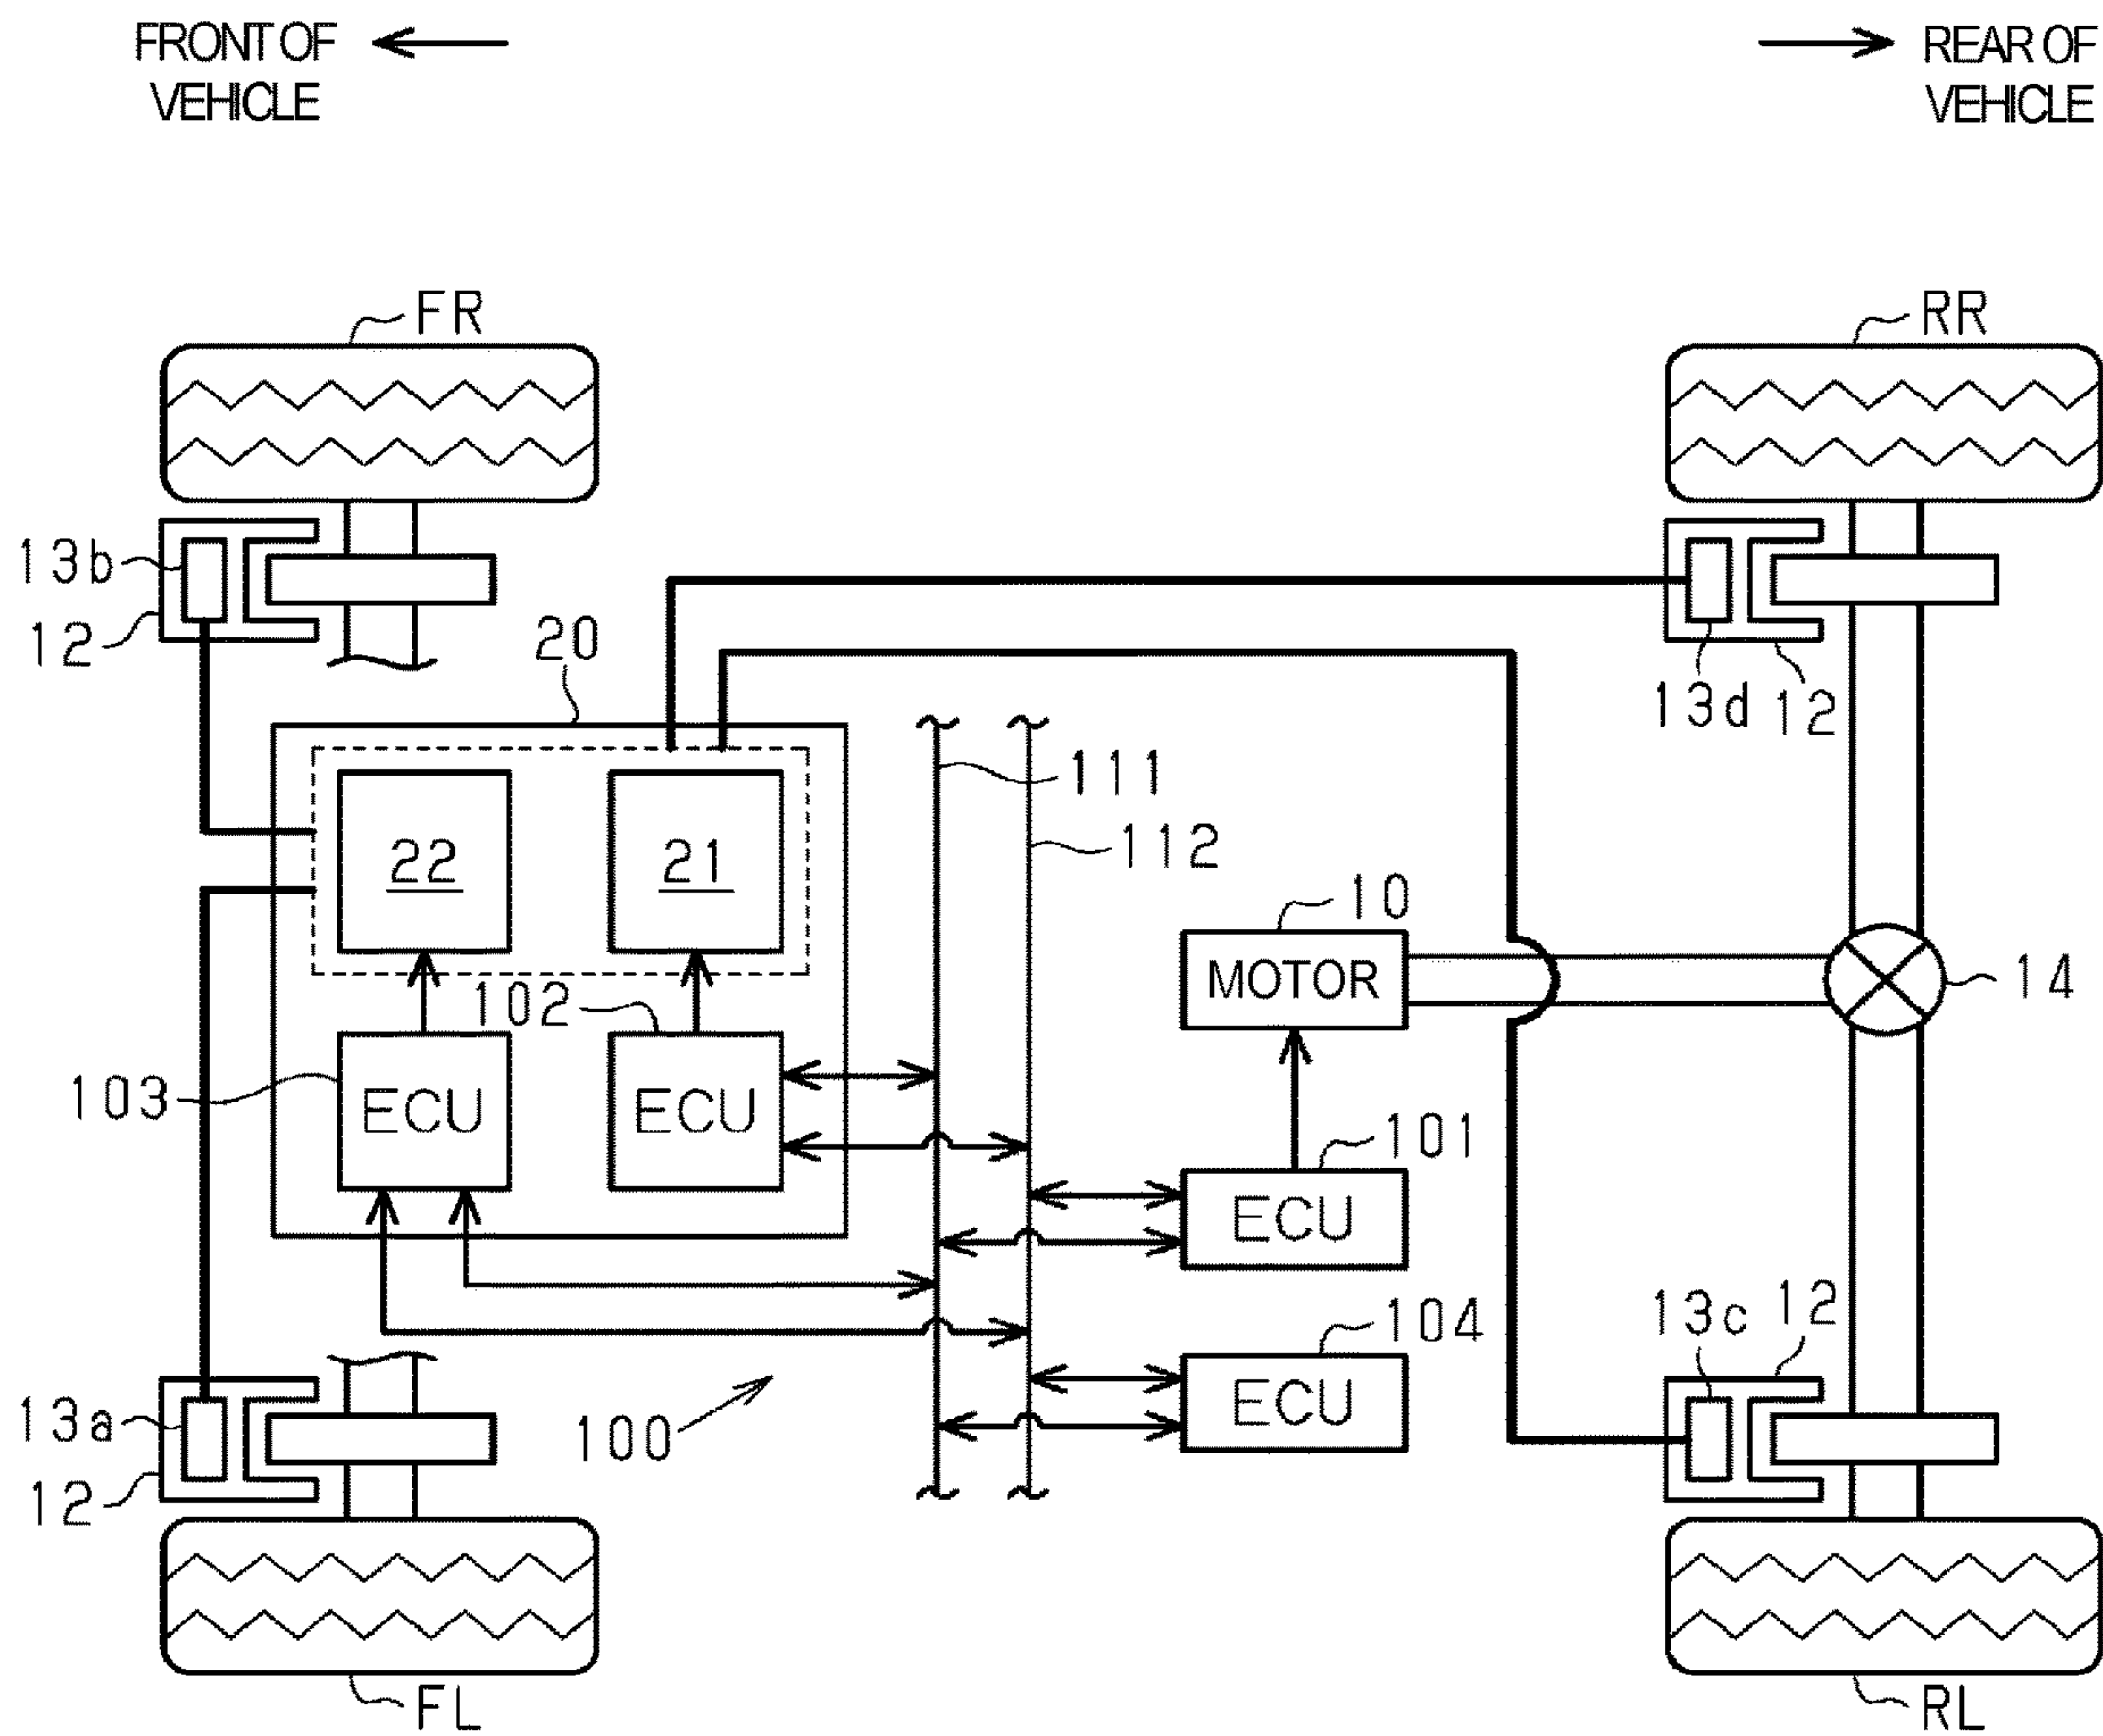 FRONT OF
VEHICLE
REAR OF
VEHICLE
FR
RR
13b
12
20
13d
12
111
22
21
112
10
MOTOR
14
102
103
ECU
ECU
101
ECU
13c
12
104
ECU
13a
100
12
FL
RL